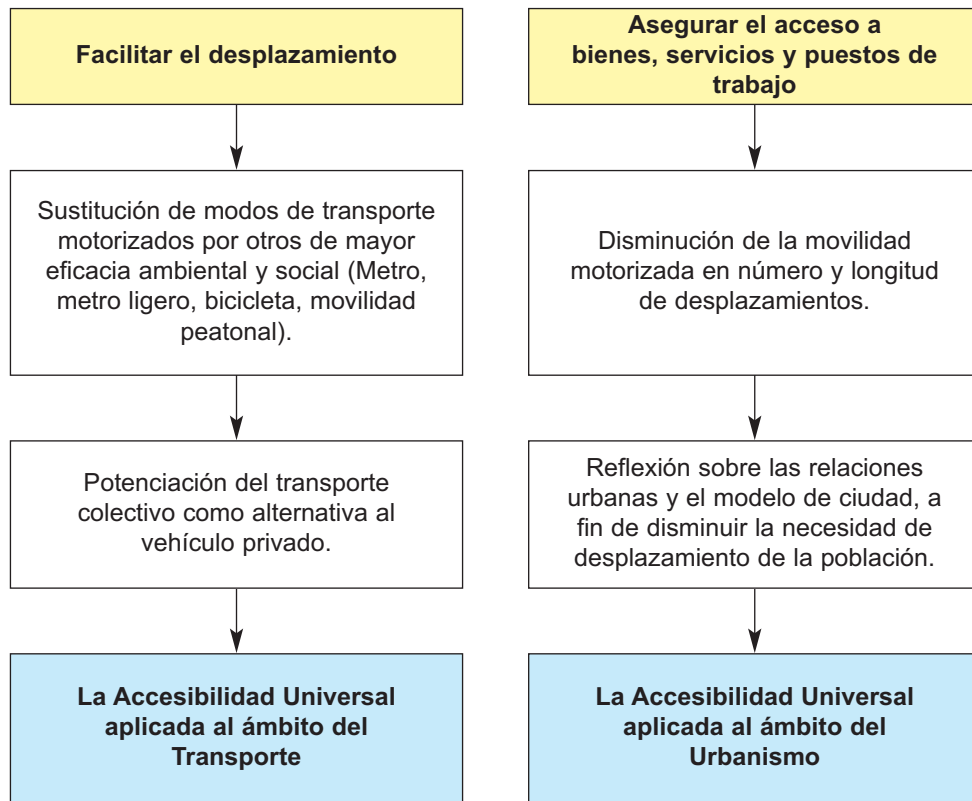 Facilitar el desplazamiento
Sustitución de modos de transporte
motorizados por otros de mayor
eficacia ambiental y social (Metro,
metro ligero, bicicleta, movilidad
peatonal).
Potenciación del transporte
colectivo como alternativa al
vehículo privado.
La Accesibilidad Universal
aplicada al ámbito del
Transporte
Asegurar el acceso a
bienes, servicios y puestos de
trabajo
Disminución de la movilidad
motorizada en número y longitud
de desplazamientos.
Reflexión sobre las relaciones
urbanas y el modelo de ciudad, a
fin de disminuir la necesidad de
desplazamiento de la población.
La Accesibilidad Universal
aplicada al ámbito del
Urbanismo